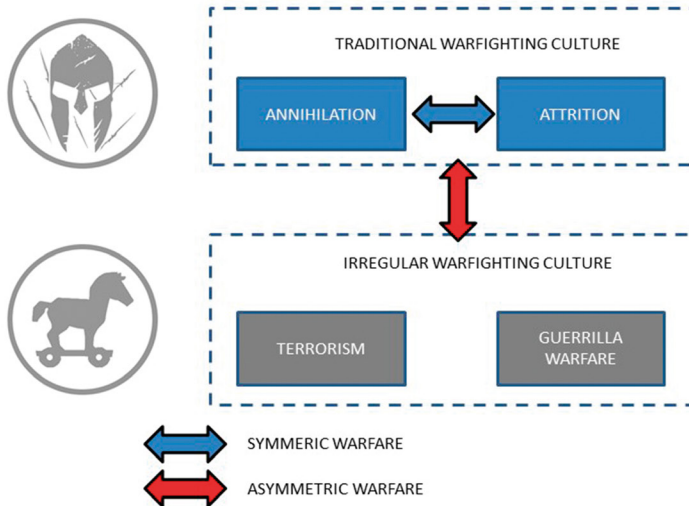 TRADITIONAL WARFIGHTING CULTURE
ANNIHILATION
ATTRITION
IRREGULAR WARFIGHTING CULTURE
TERRORISM
GUERRILLA
WARFARE
SYMMERIC WARFARE
ASYMMETRIC WARFARE